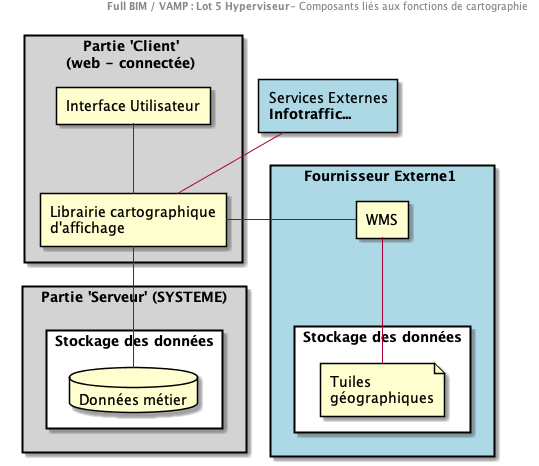 Full BIM / VAMP : Lot 5 Hyperviseur- Composants liés aux fonctions de cartographie
Partie 'Client'
(web - connectée)
Interface Utilisateur
Services Externes
Infotraffic...
Fournisseur Externe1
Librairie cartographique
d'affichage
WMS
Partie 'Serveur' (SYSTEME)
Stockage des données
Données métier
Stockage des données
Tuiles
géographiques